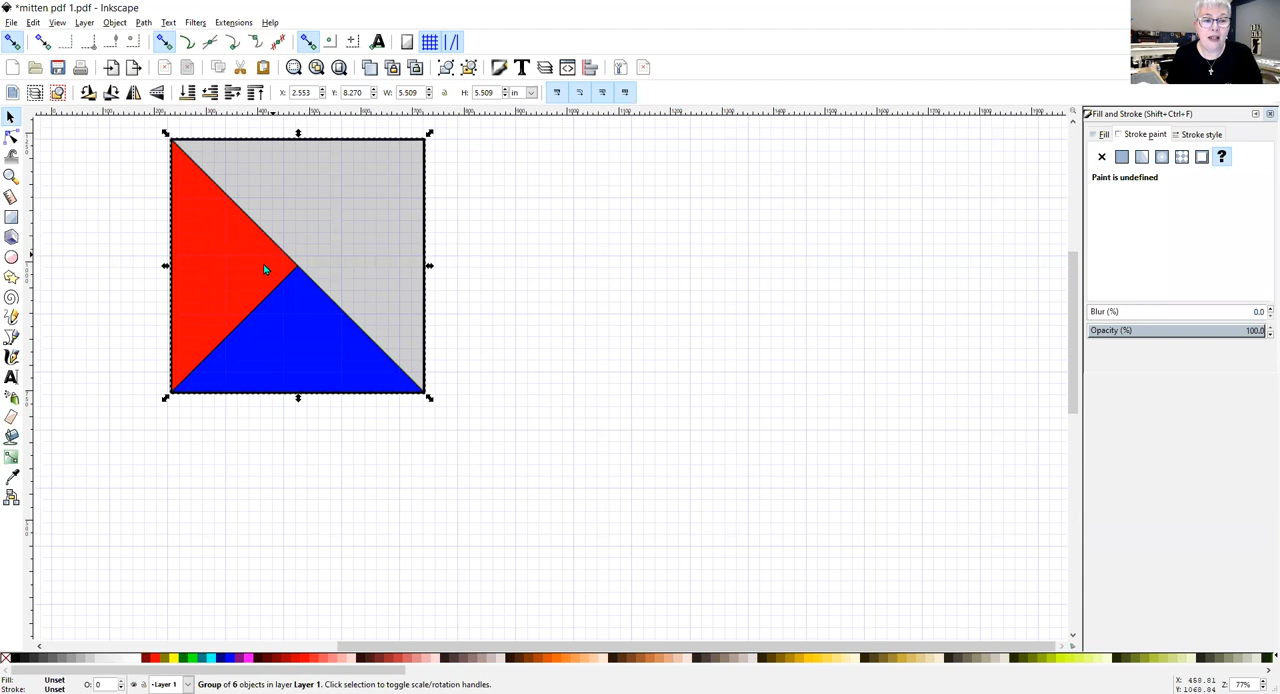 *mitten pdf 1.pdf - Inkscape
File Edit View Layer Object Path Text Filters Extensions Help
X: 2.553 Y: 8.270 W: 5.509 H: 5.509 in
Fill and Stroke (Shift+Ctrl+F)
Fill Stroke paint Stroke style
?
Paint is undefined
Blur (%) 0.0
Opacity (%) 100.0
Fill: Unset
Stroke: Unset
O: 0
Layer 1
Group of 6 objects in layer Layer 1. Click selection to toggle scale/rotation handles.
X: 458.81
Y: 1068.84
Z: 77%